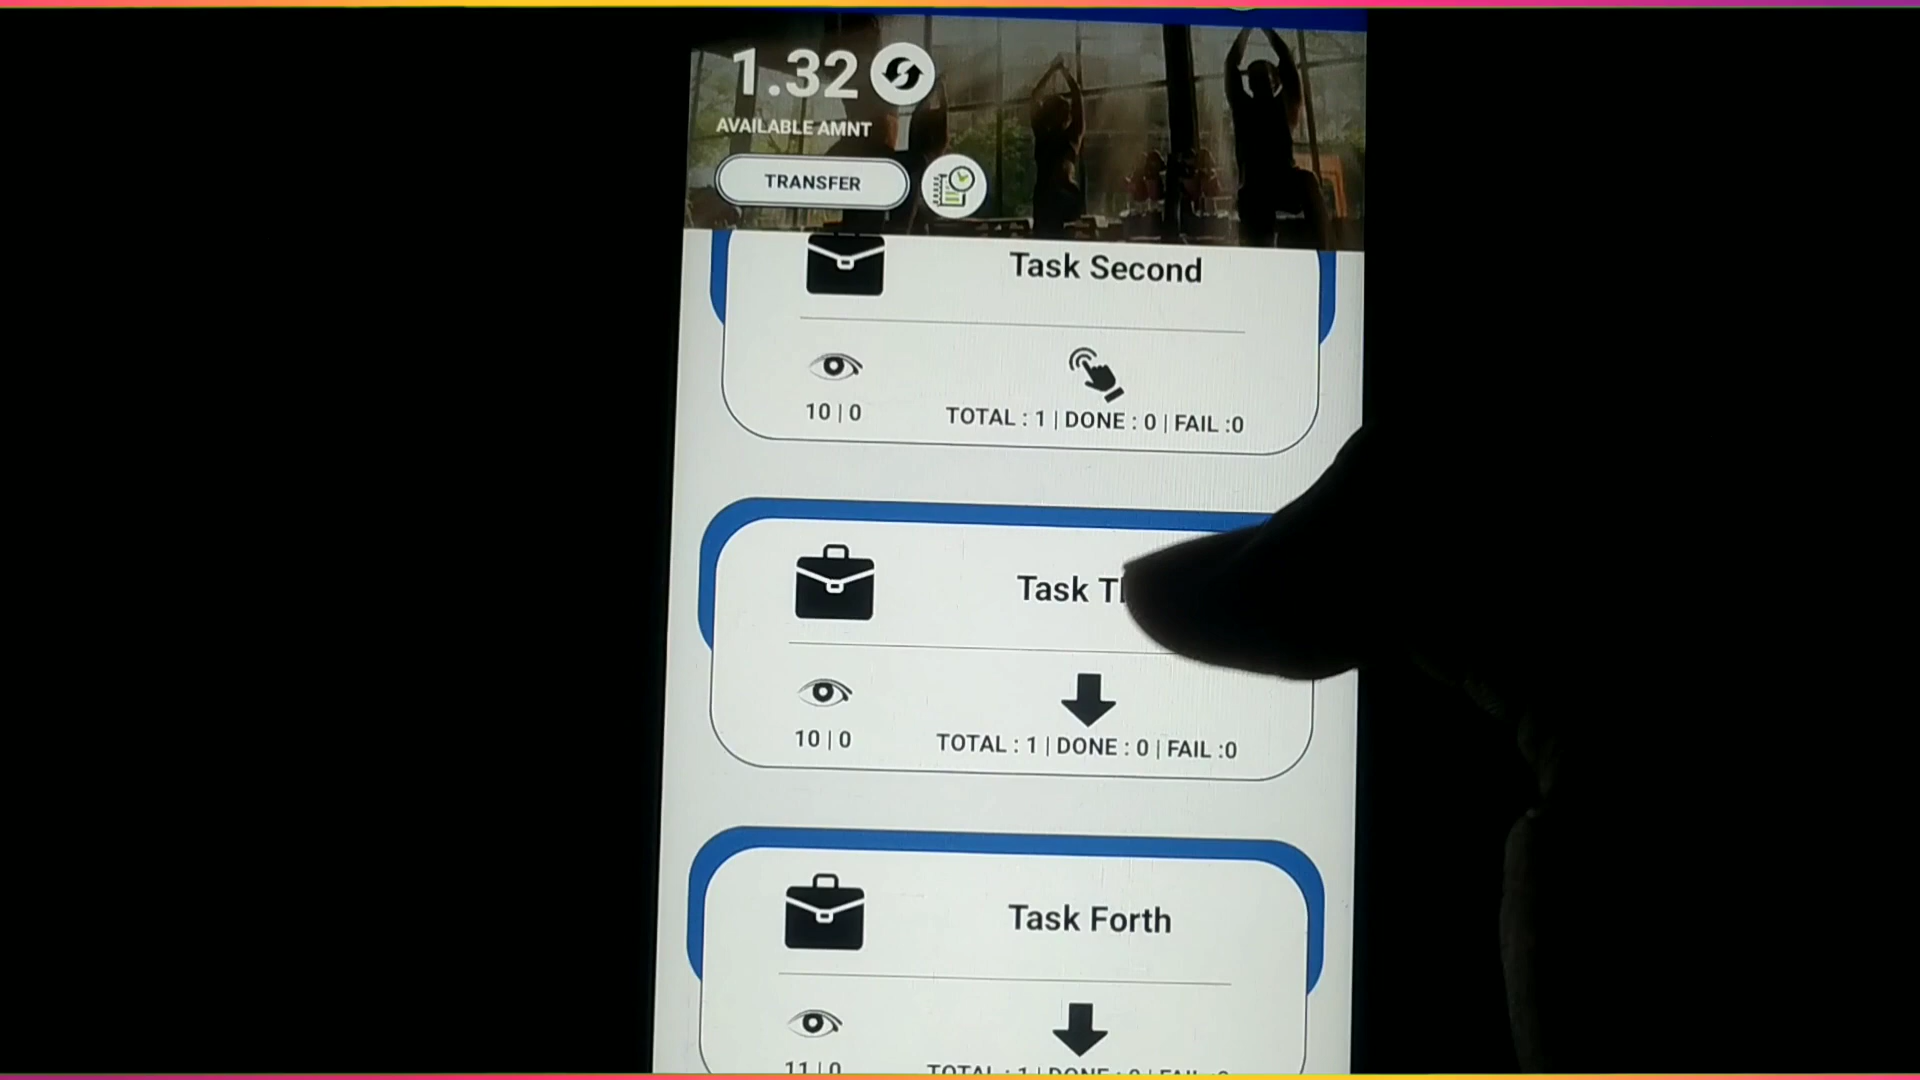 1.32
AVAILABLE AMNT
TRANSFER
Task Second
10 | 0
TOTAL : 1 | DONE : 0 | FAIL :0
Task
10 | 0
TOTAL : 1 | DONE : 0 | FAIL :0
Task Forth
11 | 0
TOTAL : 1 | DONE : 0 | FAIL :0